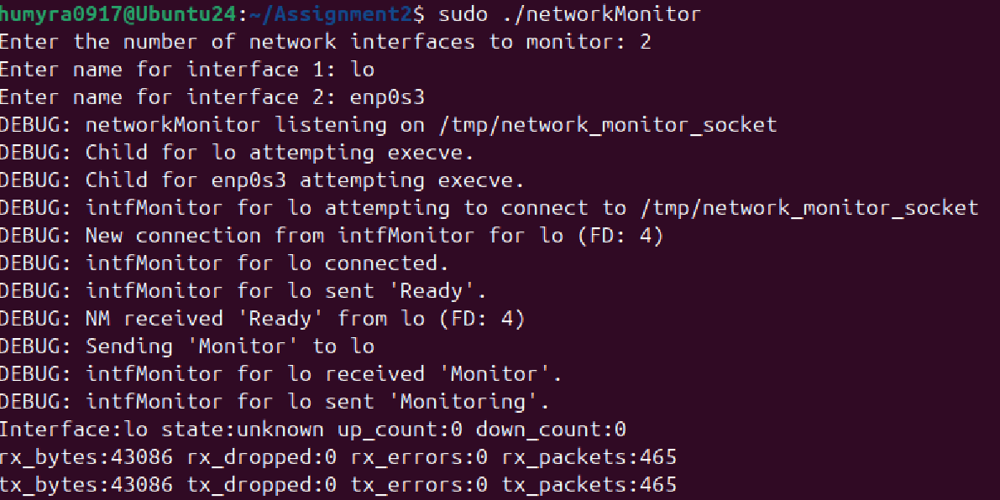 humyra0917@Ubuntu24:~/Assignment2$ sudo ./networkMonitor
Enter the number of network interfaces to monitor: 2
Enter name for interface 1: lo
Enter name for interface 2: enp0s3
DEBUG: networkMonitor listening on /tmp/network_monitor_socket
DEBUG: Child for lo attempting execve.
DEBUG: Child for enp0s3 attempting execve.
DEBUG: intfMonitor for lo attempting to connect to /tmp/network_monitor_socket
DEBUG: New connection from intfMonitor for lo (FD: 4)
DEBUG: intfMonitor for lo connected.
DEBUG: intfMonitor for lo sent 'Ready'.
DEBUG: NM received 'Ready' from lo (FD: 4)
DEBUG: Sending 'Monitor' to lo
DEBUG: intfMonitor for lo received 'Monitor'.
DEBUG: intfMonitor for lo sent 'Monitoring'.
Interface:lo state:unknown up_count:0 down_count:0
rx_bytes:43086 rx_dropped:0 rx_errors:0 rx_packets:465
tx_bytes:43086 tx_dropped:0 tx_errors:0 tx_packets:465